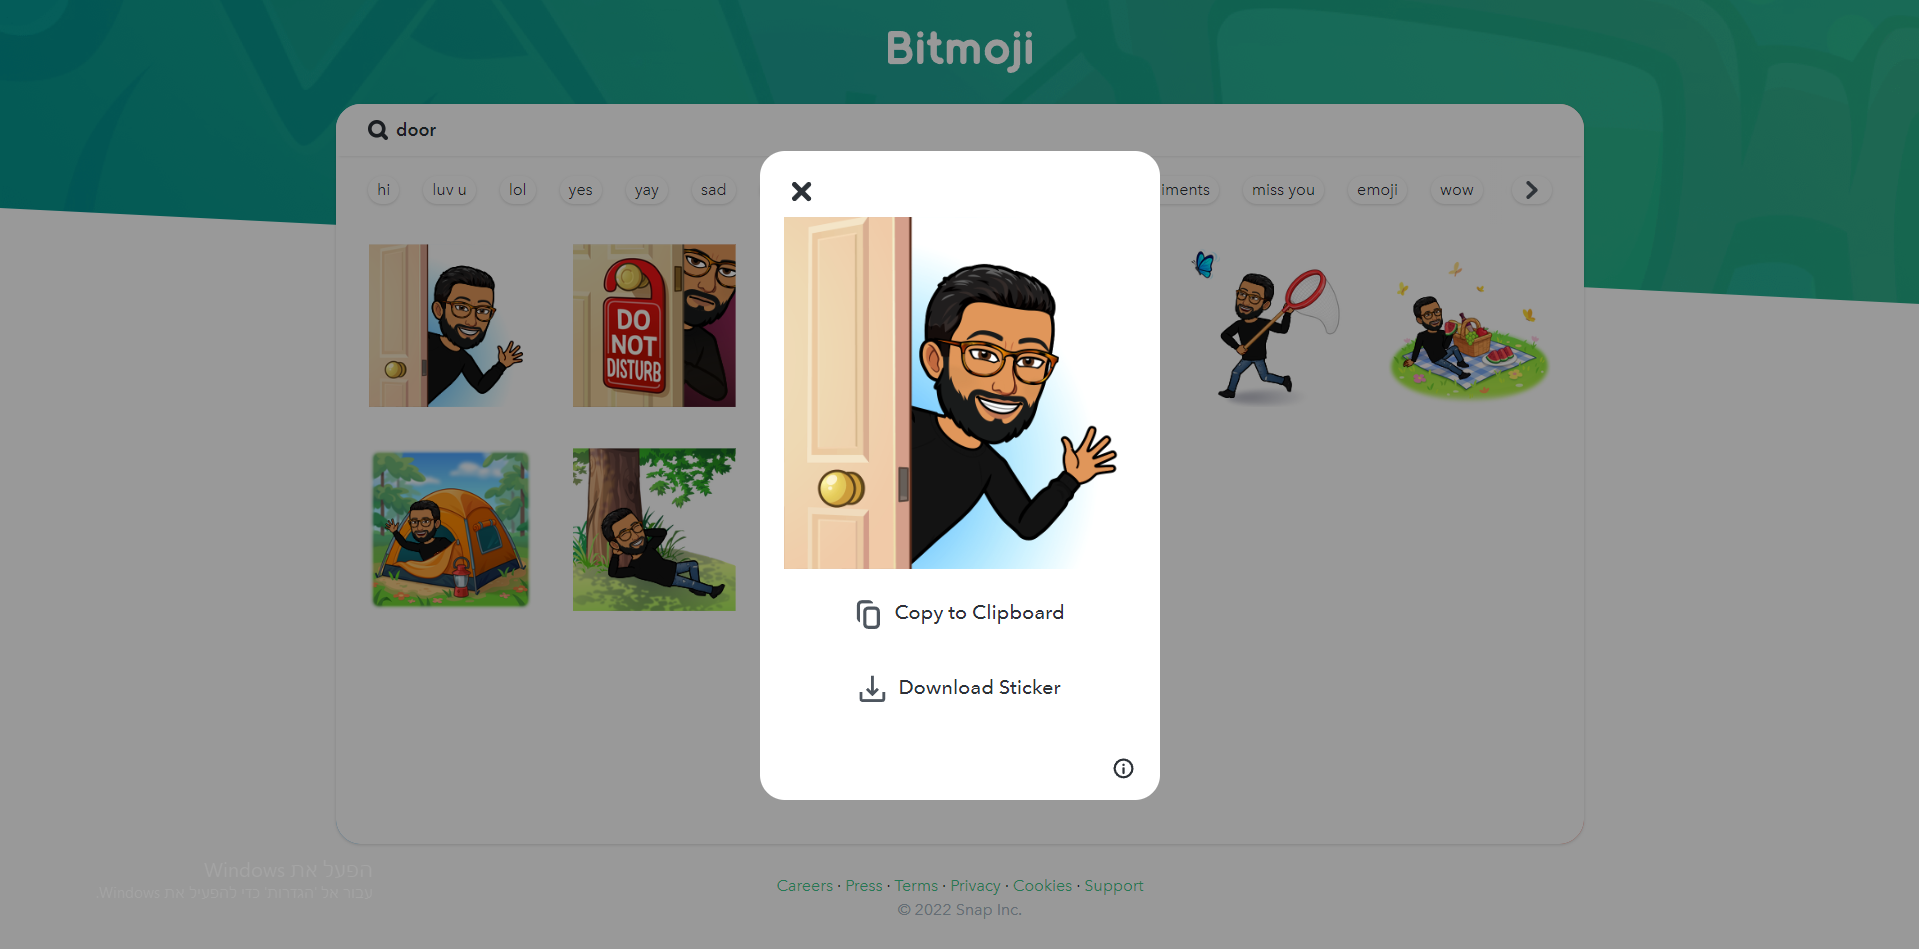 Bitmoji
door
hi
luv u
lol
yes
yay
sad
iments
miss you
emoji
wow
DO
NOT
DISTURB
Copy to Clipboard
Download Sticker
הפעל את Windows
עבור אל 'הגדרות' כדי להפעיל את Windows.
Careers · Press · Terms · Privacy · Cookies · Support
© 2022 Snap Inc.